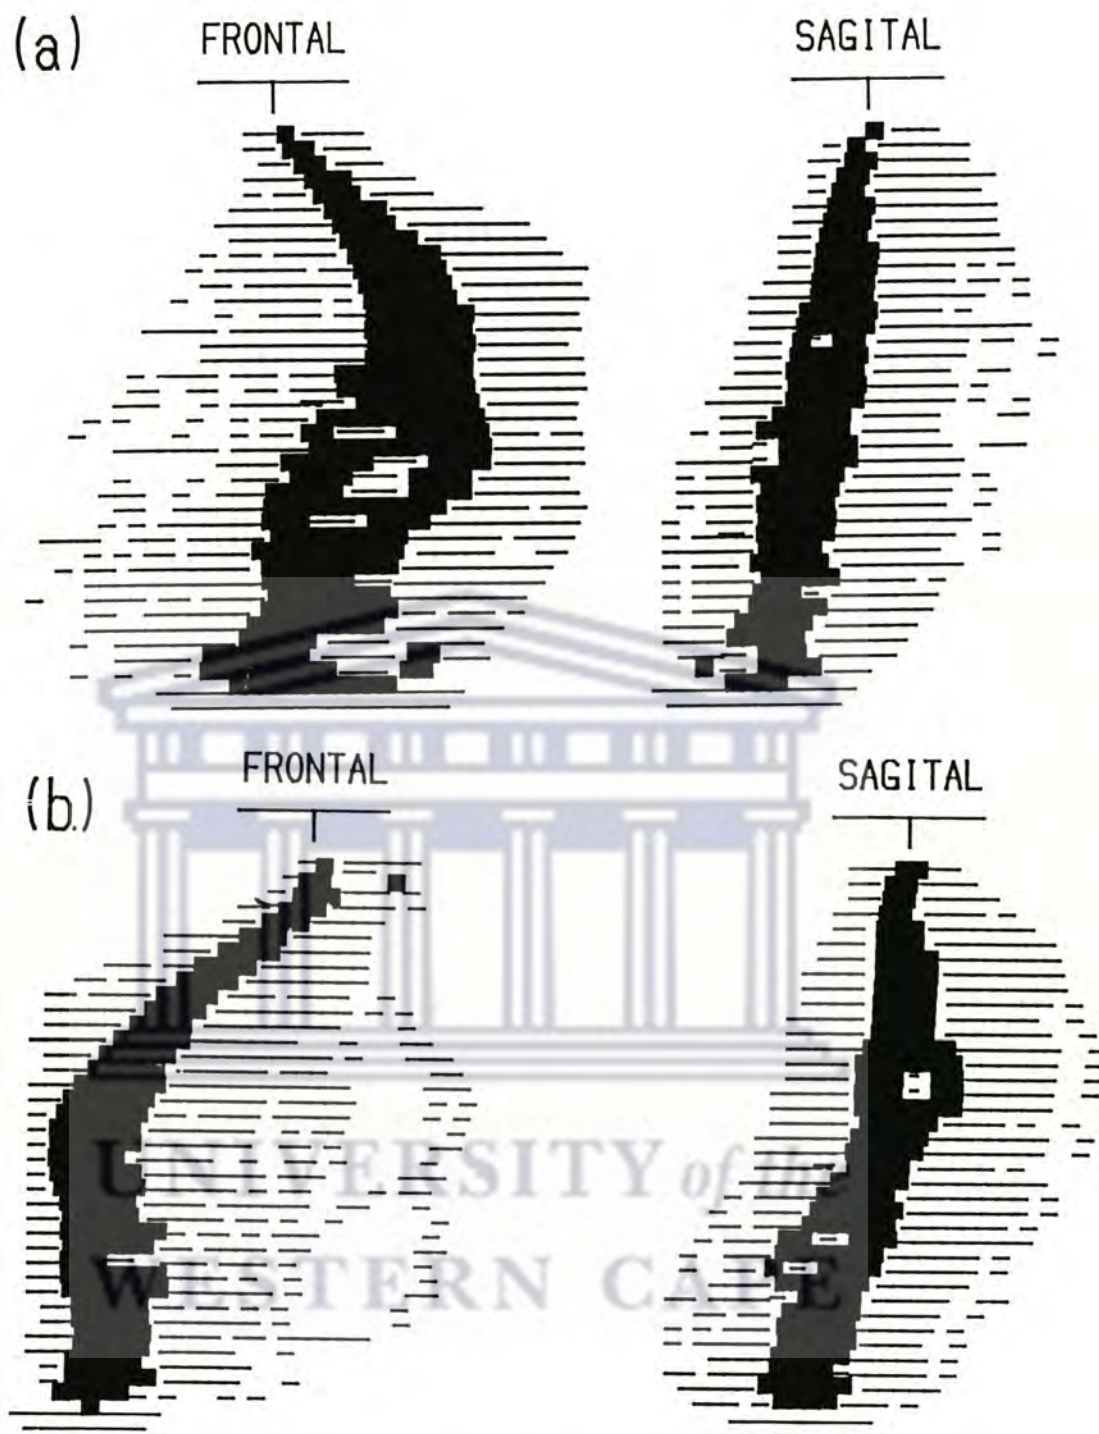 (a)
FRONTAL
SAGITAL
(b.)
FRONTAL
SAGITAL
UNIVERSITY of the
WESTERN CAPE